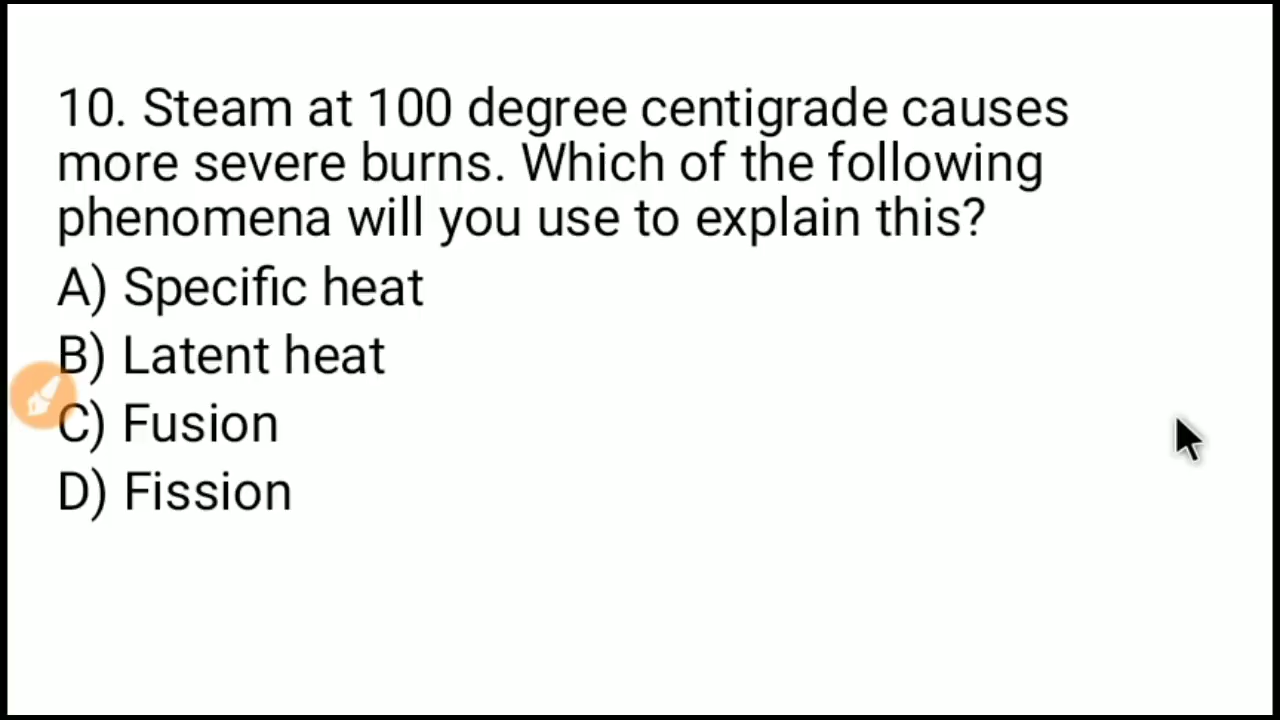 10. Steam at 100 degree centigrade causes
more severe burns. Which of the following
phenomena will you use to explain this?
A) Specific heat
B) Latent heat
C) Fusion
D) Fission